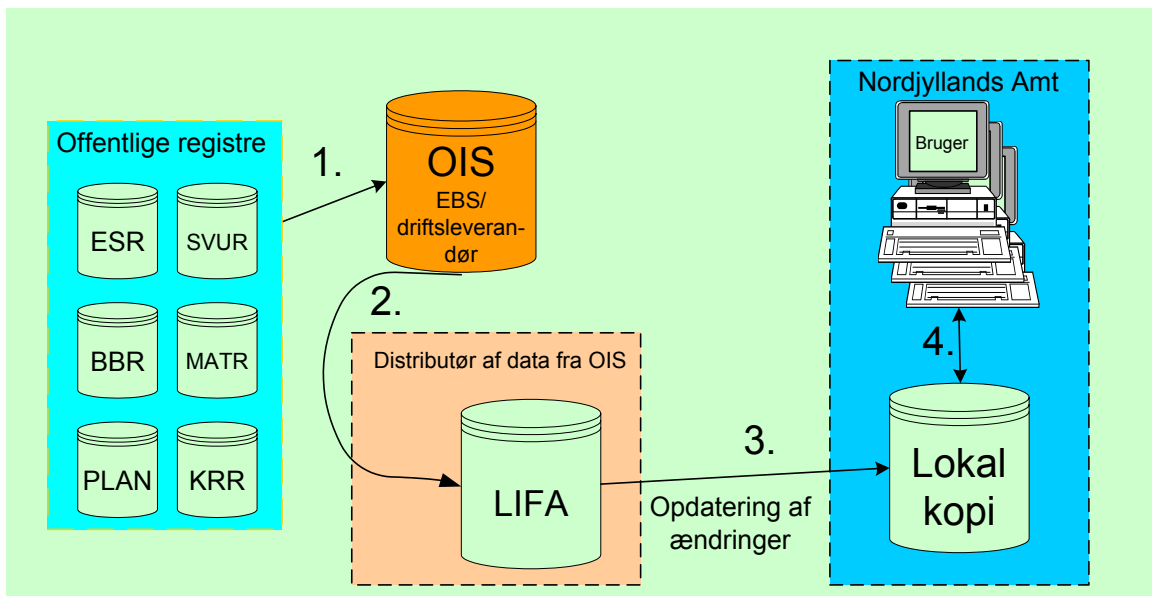 Offentlige registre
ESR
SVUR
BBR
MATR
PLAN
KRR
1.
OIS
EBS/
driftsleveran-
dør
2.
Distributør af data fra OIS
LIFA
3.
Opdatering af
ændringer
Nordjyllands Amt
Bruger
4.
Lokal
kopi